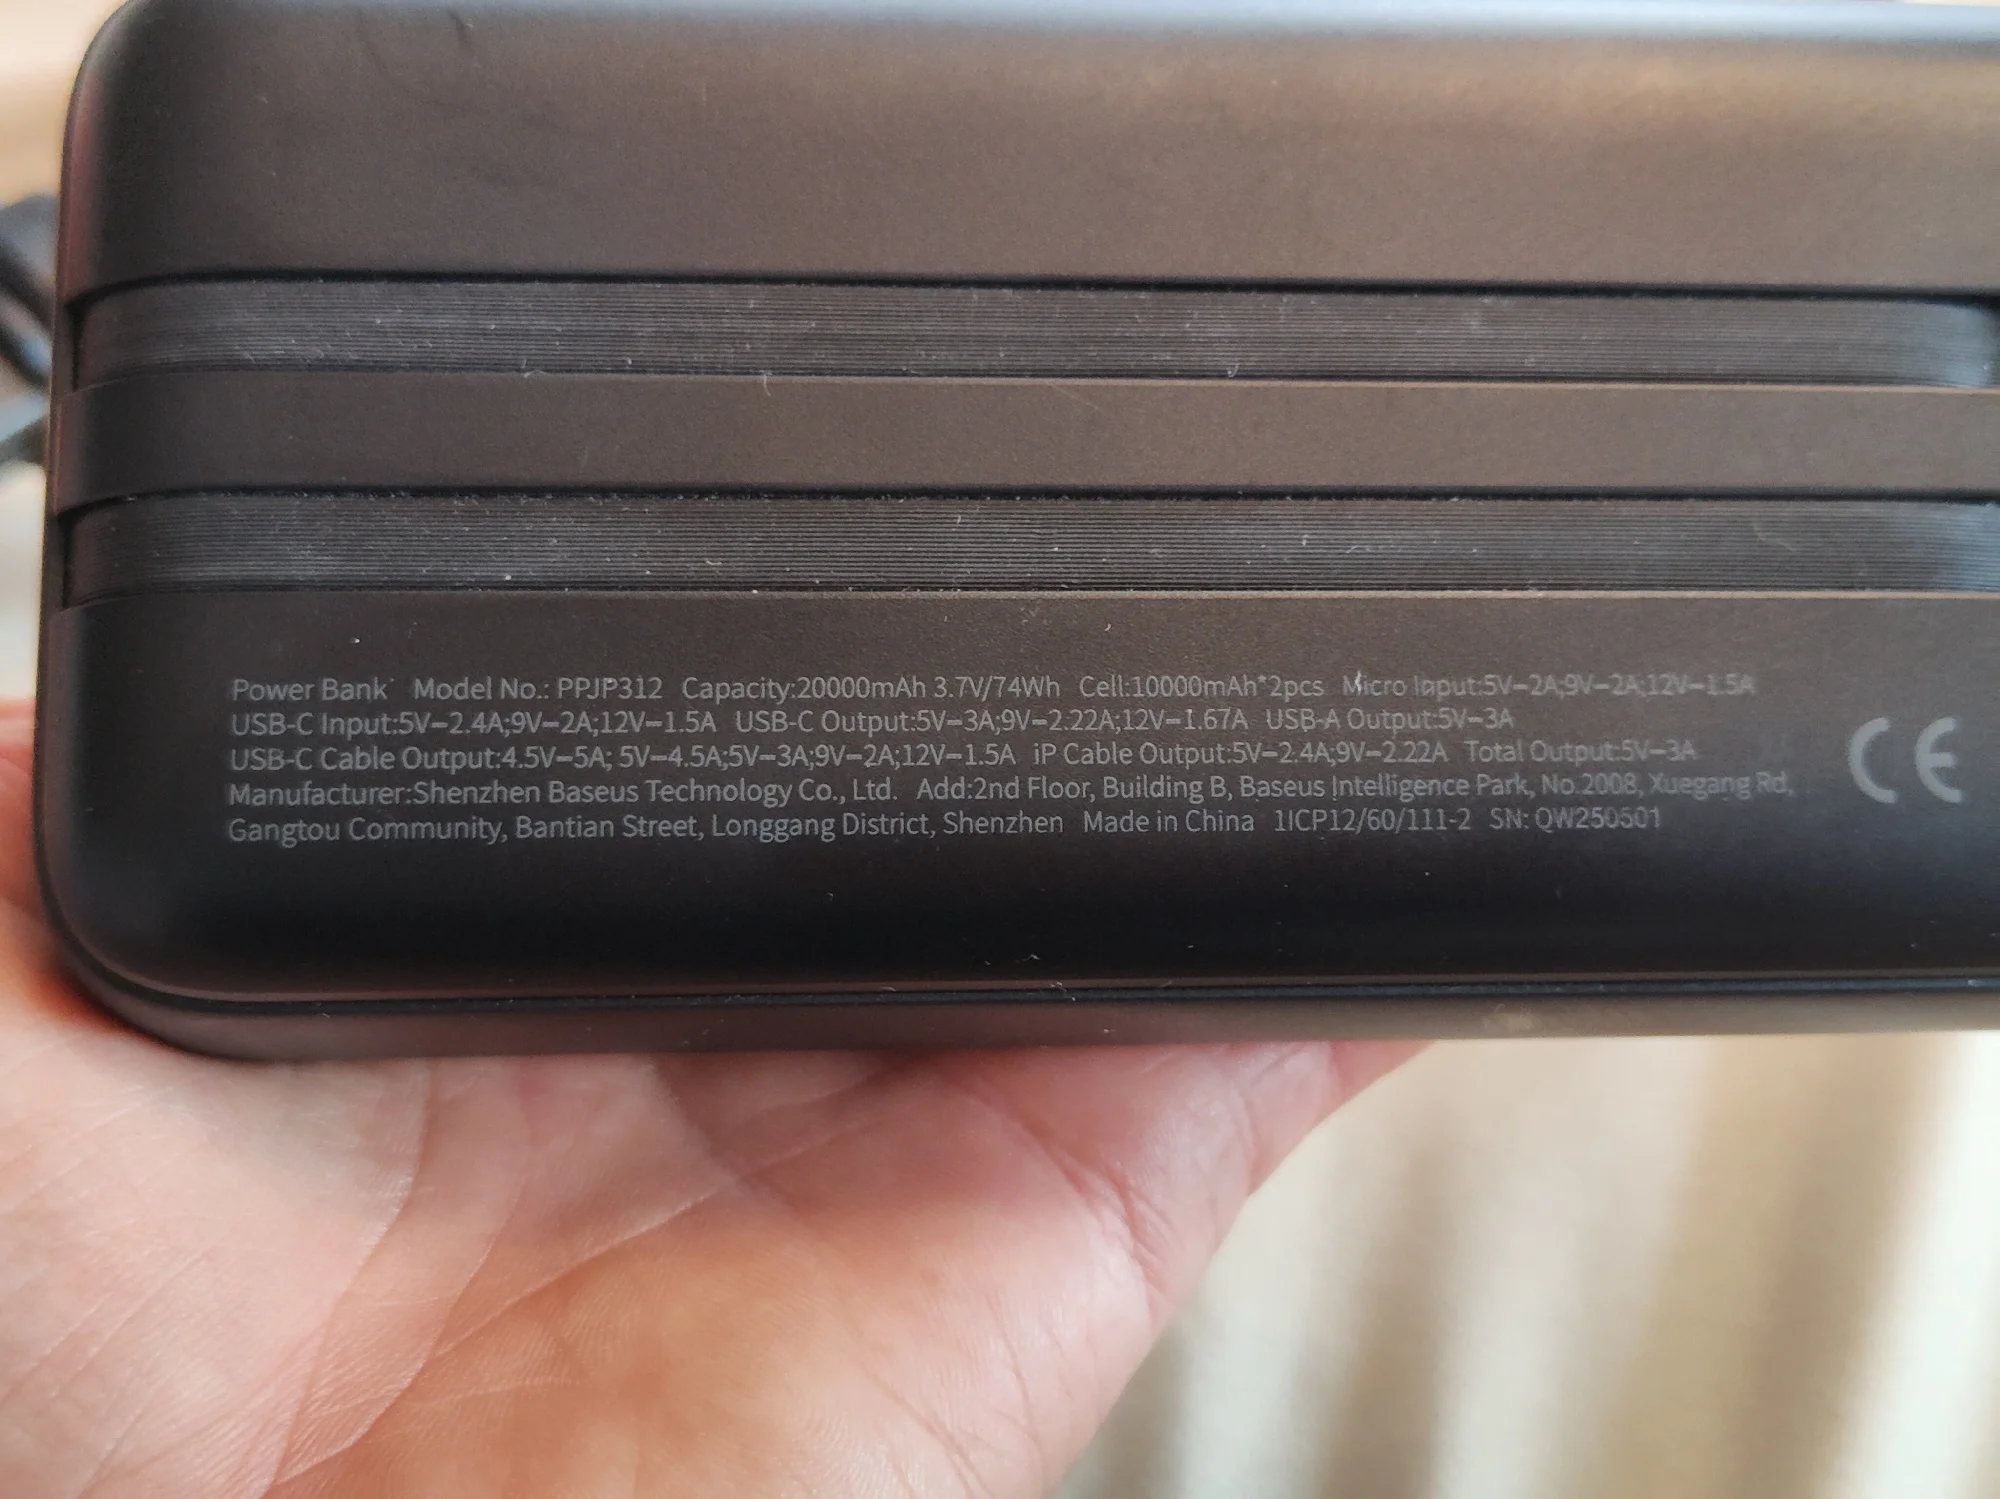 Power Bank Model No.: PPJP312 Capacity:20000mAh 3.7V/74Wh Cell:10000mAh*2pcs Micro Input:5V⎓2A;9V⎓2A;12V⎓1.5A
USB-C Input:5V⎓2.4A;9V⎓2A;12V⎓1.5A USB-C Output:5V⎓3A;9V⎓2.22A;12V⎓1.67A USB-A Output:5V⎓3A
USB-C Cable Output:4.5V⎓5A; 5V⎓4.5A;5V⎓3A;9V⎓2A;12V⎓1.5A iP Cable Output:5V⎓2.4A;9V⎓2.22A Total Output:5V⎓3A
Manufacturer:Shenzhen Baseus Technology Co., Ltd. Add:2nd Floor, Building B, Baseus Intelligence Park, No.2008, Xuegang Rd,
Gangtou Community, Bantian Street, Longgang District, Shenzhen Made in China 1ICP12/60/111-2 SN: QW250601
CE